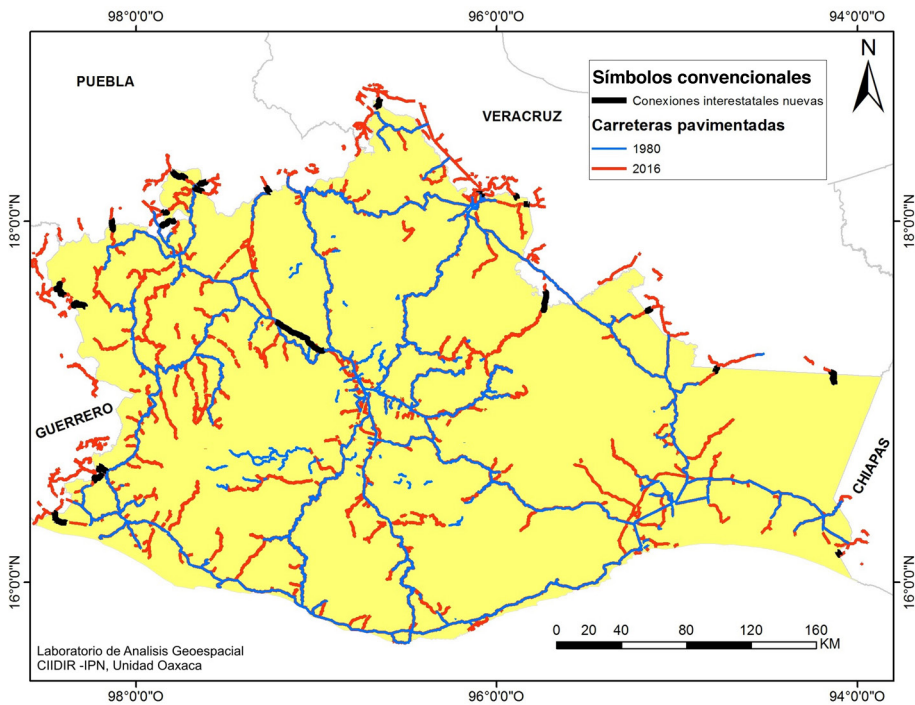 98°0'0"O 96°0'0"O 94°0'0"O
PUEBLA
VERACRUZ
N
Símbolos convencionales
Conexiones interestatales nuevas
Carreteras pavimentadas
1980
2016
18°0'0"N 18°0'0"N
GUERRERO
CHIAPAS
16°0'0"N 16°0'0"N
0 20 40 80 120 160
KM
Laboratorio de Analisis Geoespacial
CIIDIR -IPN, Unidad Oaxaca
98°0'0"O 96°0'0"O 94°0'0"O